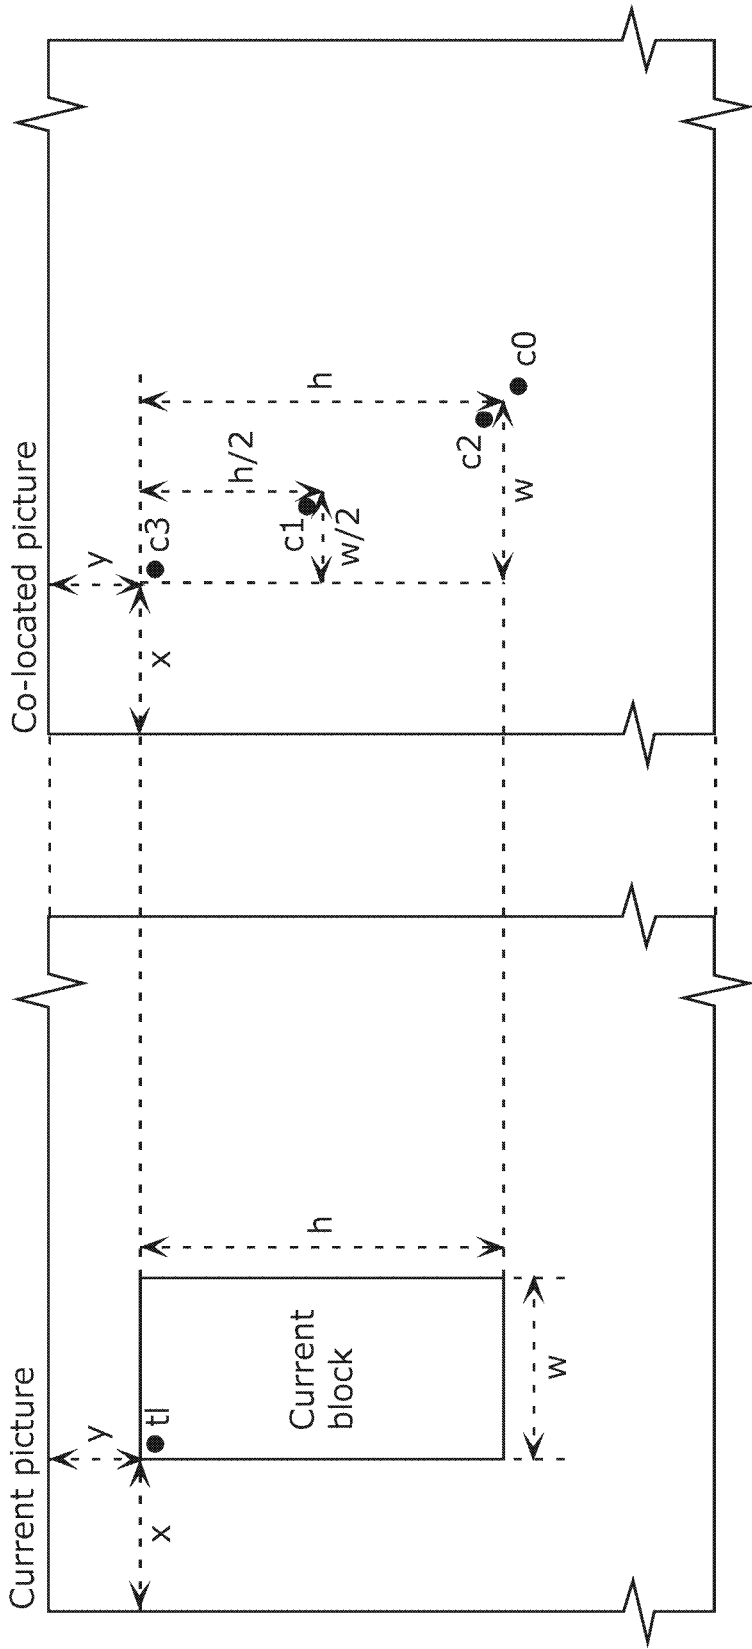 Current picture
y
x
tl
Current
block
h
w
Co-located picture
y
x
c3
h/2
c1
w/2
h
c2
w
c0